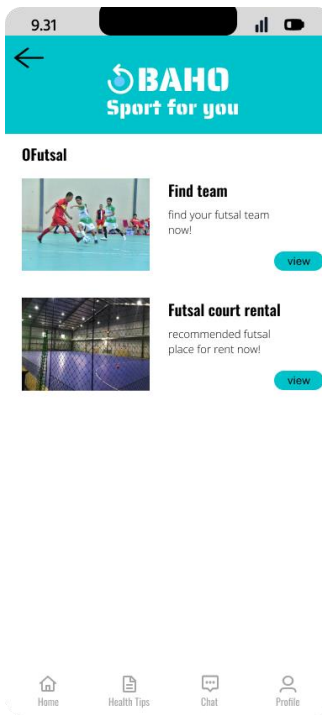 9.31
BAHO
Sport for you
OFutsal
Find team
find your futsal team
now!
view
Futsal court rental
recommended futsal
place for rent now!
view
Home
Health Tips
Chat
Profile